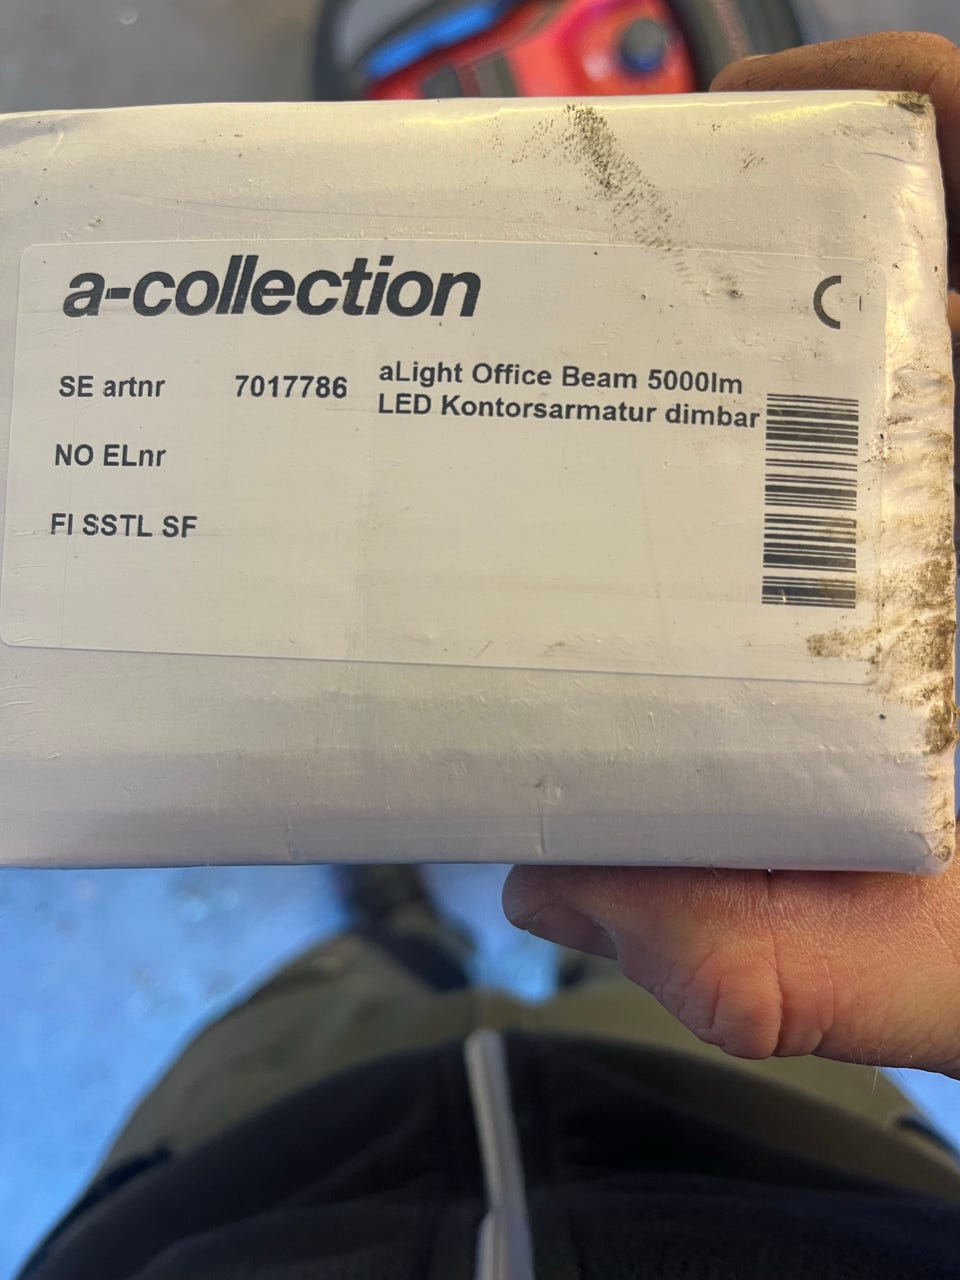 a-collection
SE artnr 7017786
aLight Office Beam 5000lm
LED Kontorsarmatur dimbar
NO ELnr
FI SSTL SF